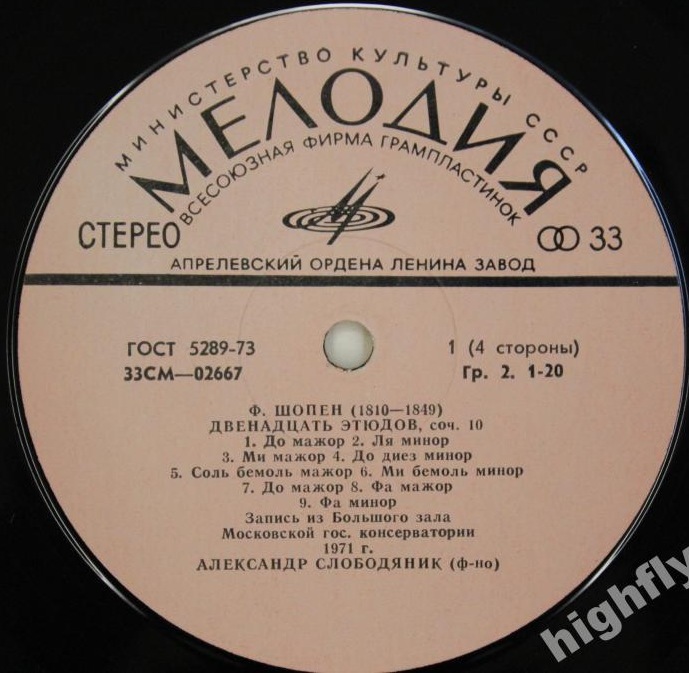 МИНИСТЕРСТВО КУЛЬТУРЫ СССР
МЕЛОДИЯ
ВСЕСОЮЗНАЯ ФИРМА ГРАМПЛАСТИНОК
СТЕРЕО 33
АПРЕЛЕВСКИЙ ОРДЕНА ЛЕНИНА ЗАВОД
ГОСТ 5289-73 1 (4 стороны)
33СМ—02667 Гр. 2. 1-20
Ф. ШОПЕН (1810—1849)
ДВЕНАДЦАТЬ ЭТЮДОВ, соч. 10
1. До мажор 2. Ля минор
3. Ми мажор 4. До диез минор
5. Соль бемоль мажор 6. Ми бемоль минор
7. До мажор 8. Фа мажор
9. Фа минор
Запись из Большого зала
Московской гос. консерватории
1971 г.
АЛЕКСАНДР СЛОБОДЯНИК (ф-но)
highfly